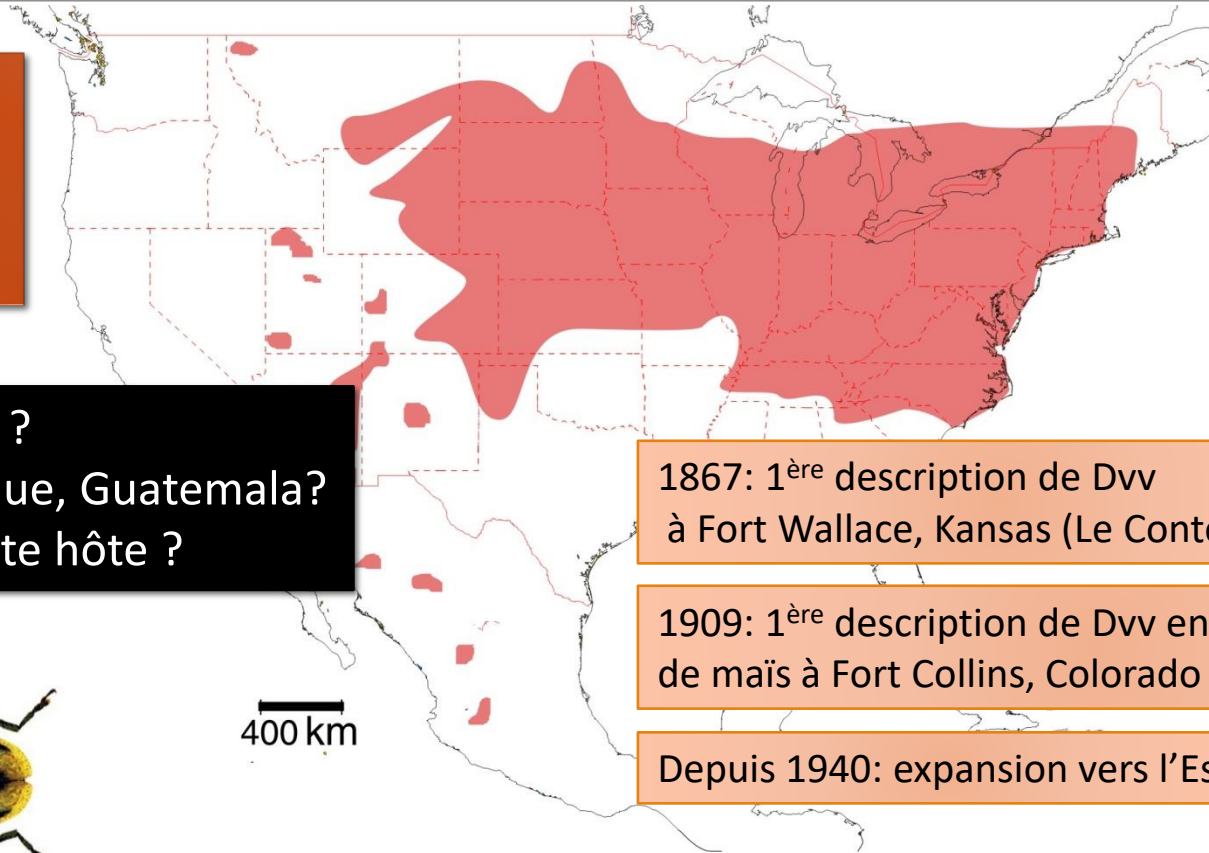 ?
ue, Guatemala?
te hôte ?
1867: 1ère description de Dvv
à Fort Wallace, Kansas (Le Conte
1909: 1ère description de Dvv en
de maïs à Fort Collins, Colorado
Depuis 1940: expansion vers l’Es
400 km